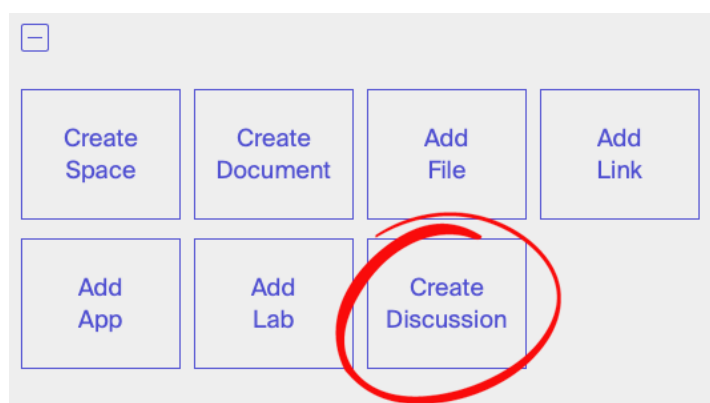 Create
Space
Create
Document
Add
File
Add
Link
Add
App
Add
Lab
Create
Discussion